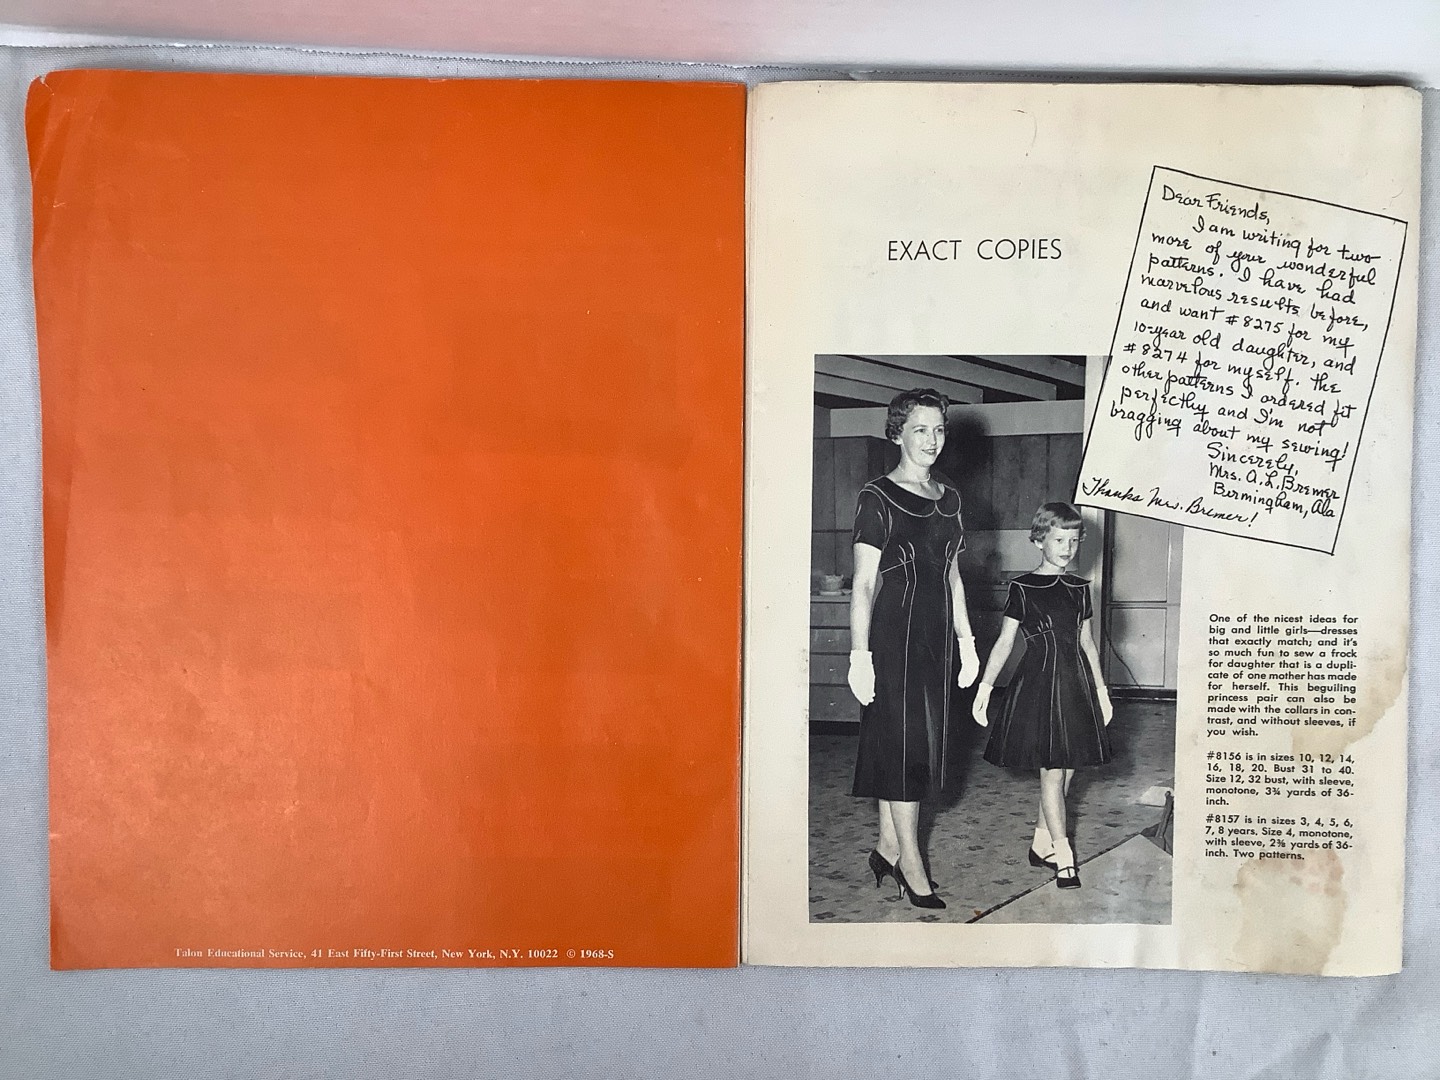 Talon Educational Service, 41 East Fifty-First Street, New York, N.Y. 10022 © 1968-S
EXACT COPIES
Dear Friends,
I am writing for two
more of your wonderful
patterns. I have had
marvelous results before,
and want #8275 for my
10-year old daughter, and
#8274 for myself. The
other patterns I ordered fit
perfectly and I'm not
bragging about my sewing!
Sincerely,
Mrs. A.L. Bremer
Birmingham, Ala
Thanks Mrs. Bremer!
One of the nicest ideas for
big and little girls—dresses
that exactly match; and it's
so much fun to sew a frock
for daughter that is a dupli-
cate of one mother has made
for herself. This beguiling
princess pair can also be
made with the collars in con-
trast, and without sleeves, if
you wish.
#8156 is in sizes 10, 12, 14,
16, 18, 20. Bust 31 to 40.
Size 12, 32 bust, with sleeve,
monotone, 3¾ yards of 36-
inch.
#8157 is in sizes 3, 4, 5, 6,
7, 8 years. Size 4, monotone,
with sleeve, 2⅜ yards of 36-
inch. Two patterns.